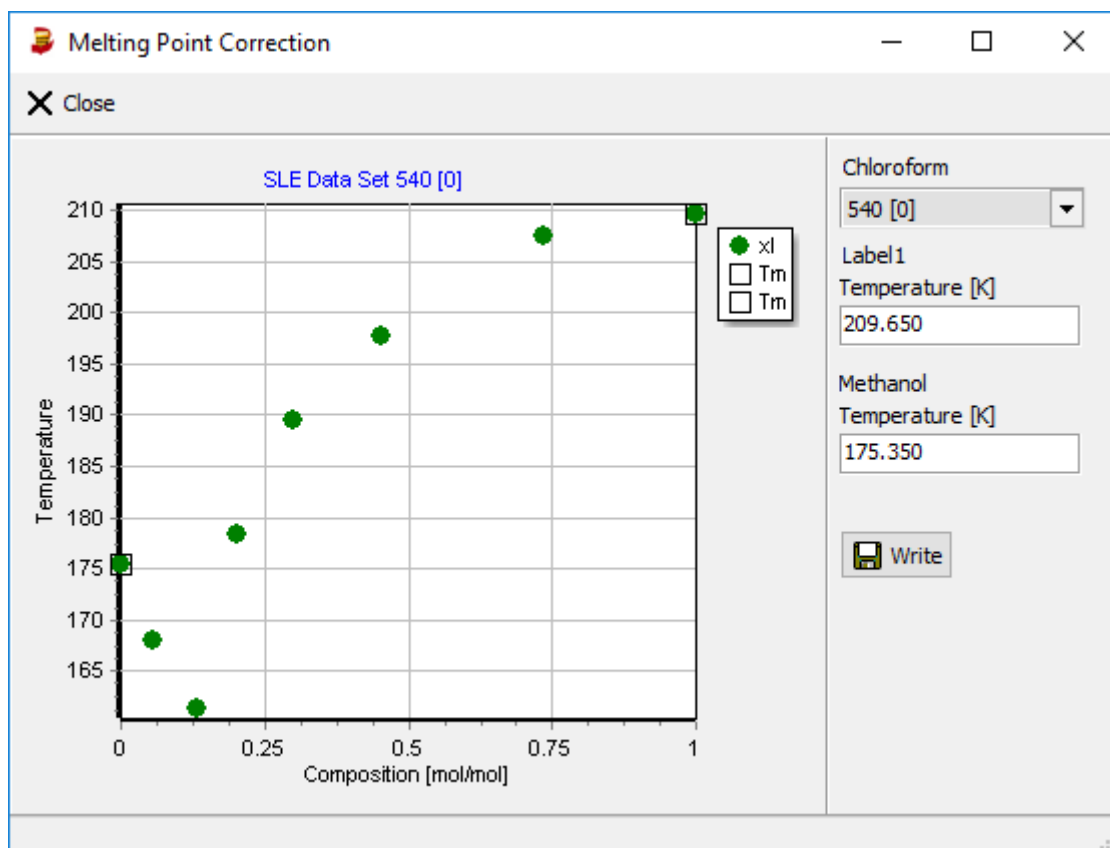 Melting Point Correction
Close
SLE Data Set 540 [0]
210
205
200
195
190
185
180
175
170
165
Temperature
0 0.25 0.5 0.75 1
Composition [mol/mol]
xl
Tm
Tm
Chloroform
540 [0]
Label1
Temperature [K]
209.650
Methanol
Temperature [K]
175.350
Write